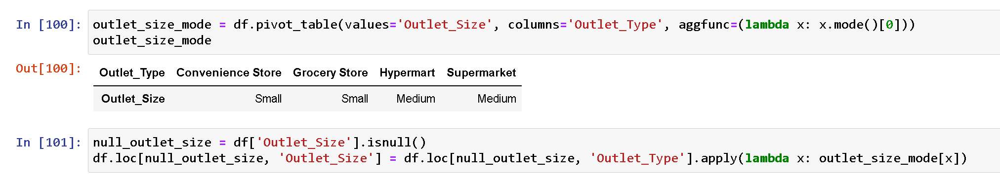 In [100]: outlet_size_mode = df.pivot_table(values='Outlet_Size', columns='Outlet_Type', aggfunc=(lambda x: x.mode()[0]))
outlet_size_mode
Out[100]:
Outlet_Type Convenience Store Grocery Store Hypermart Supermarket
Outlet_Size Small Small Medium Medium
In [101]: null_outlet_size = df['Outlet_Size'].isnull()
df.loc[null_outlet_size, 'Outlet_Size'] = df.loc[null_outlet_size, 'Outlet_Type'].apply(lambda x: outlet_size_mode[x])